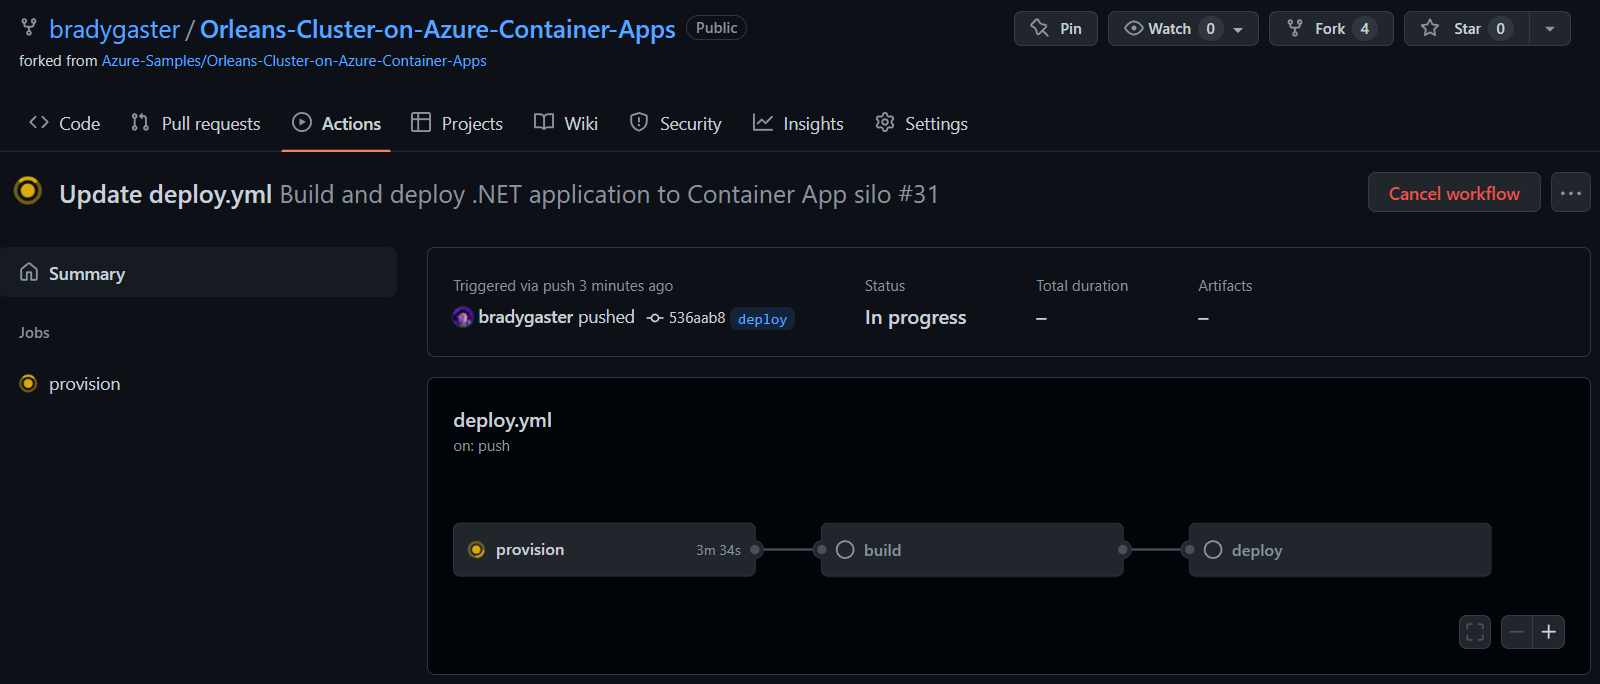 bradygaster / Orleans-Cluster-on-Azure-Container-Apps Public Pin Watch 0 Fork 4 Star 0
forked from Azure-Samples/Orleans-Cluster-on-Azure-Container-Apps
Code Pull requests Actions Projects Wiki Security Insights Settings
Update deploy.yml Build and deploy .NET application to Container App silo #31 Cancel workflow ...
Summary
Jobs
provision
Triggered via push 3 minutes ago Status Total duration Artifacts
bradygaster pushed 536aab8 deploy In progress – –
deploy.yml
on: push
provision 3m 34s build deploy